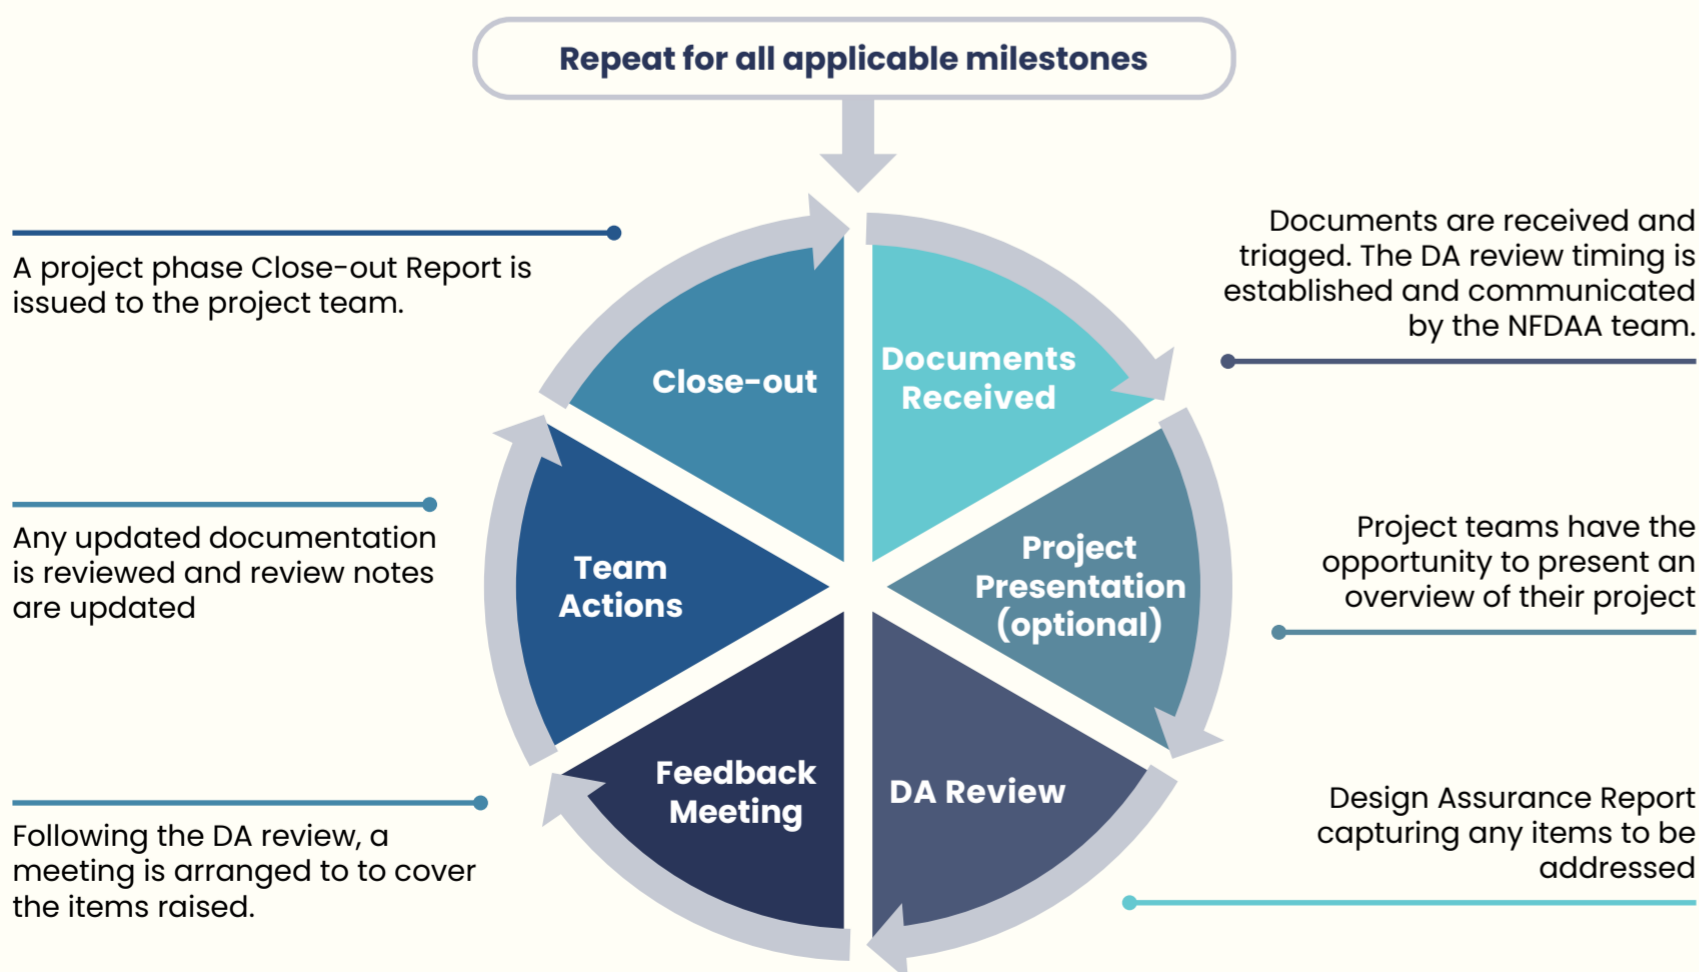 Repeat for all applicable milestones
Documents are received and
triaged. The DA review timing is
established and communicated
by the NFDAA team.
Documents
Received
Project teams have the
opportunity to present an
overview of their project
Project
Presentation
(optional)
Design Assurance Report
capturing any items to be
addressed
DA Review
Feedback
Meeting
Following the DA review, a
meeting is arranged to to cover
the items raised.
Team
Actions
Any updated documentation
is reviewed and review notes
are updated
Close-out
A project phase Close-out Report is
issued to the project team.